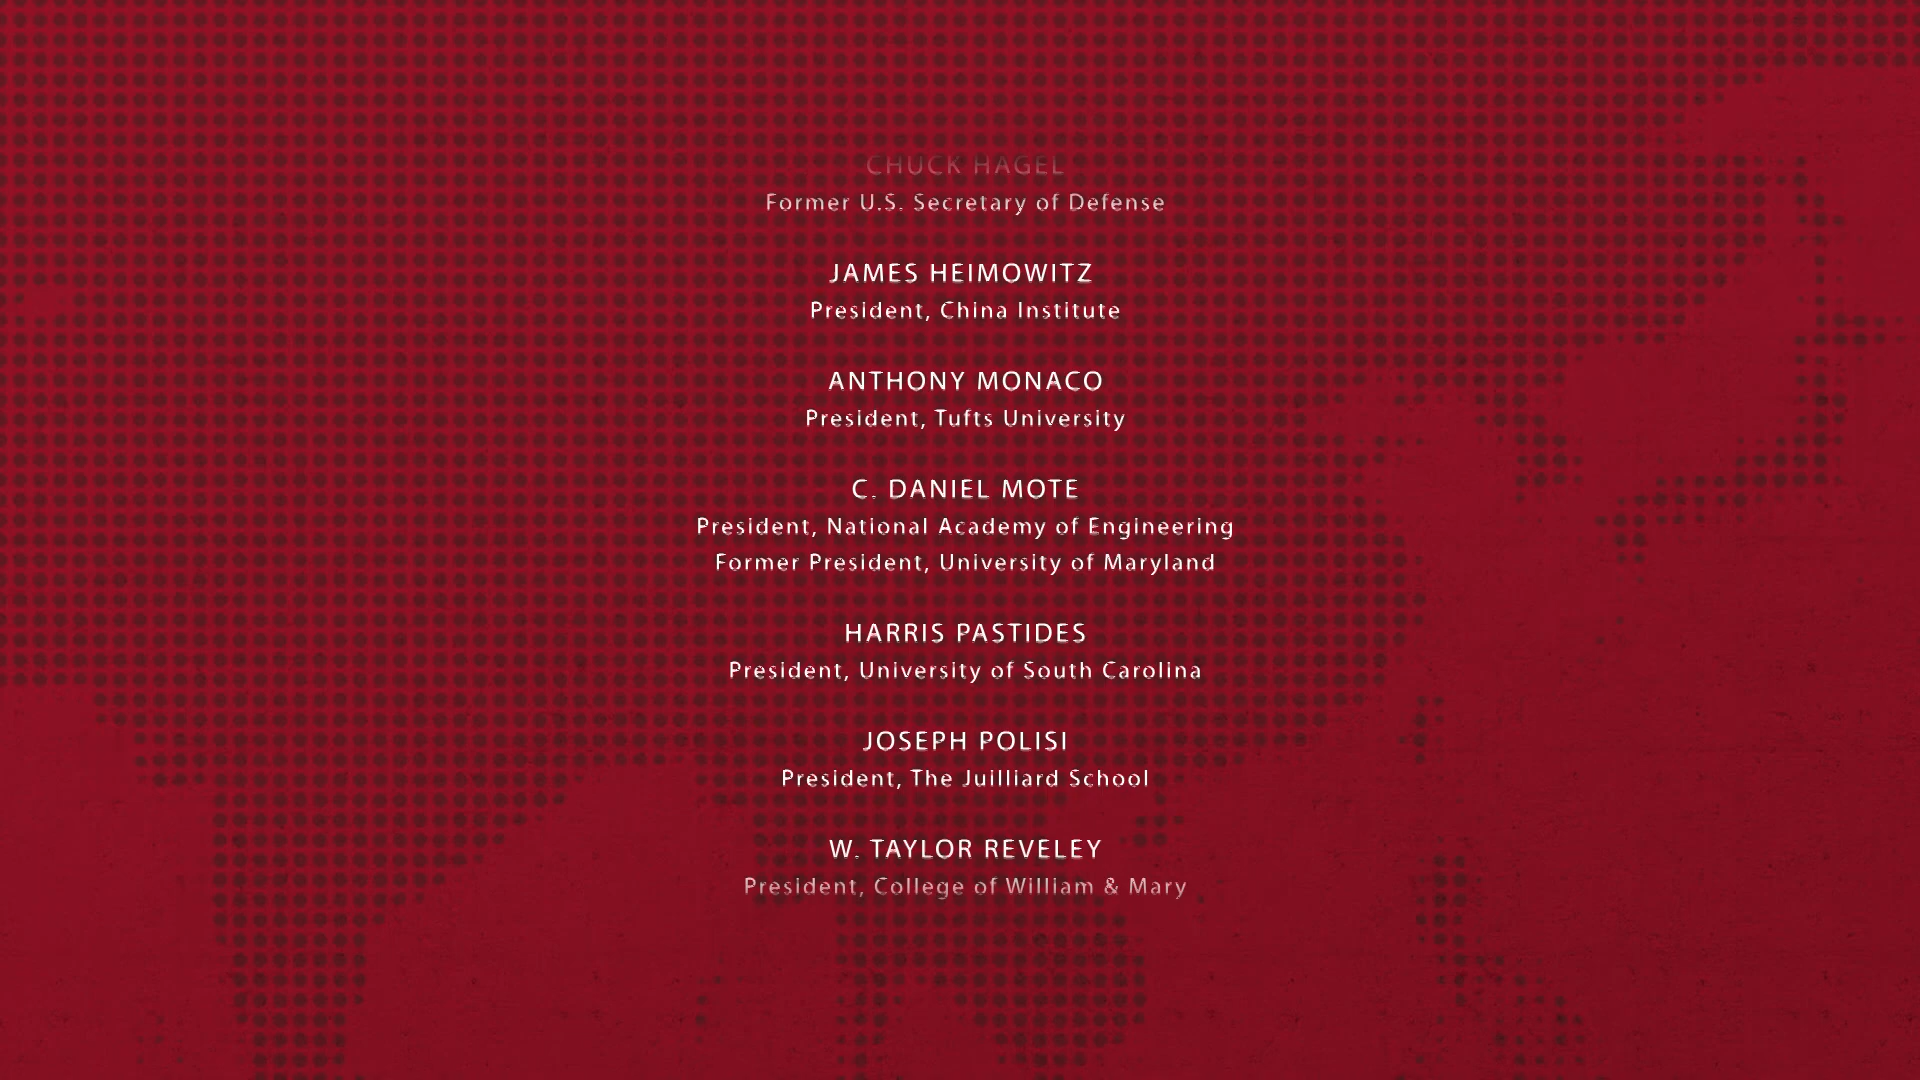 CHUCK HAGEL
Former U.S. Secretary of Defense
JAMES HEIMOWITZ
President, China Institute
ANTHONY MONACO
President, Tufts University
C. DANIEL MOTE
President, National Academy of Engineering
Former President, University of Maryland
HARRIS PASTIDES
President, University of South Carolina
JOSEPH POLISI
President, The Juilliard School
W. TAYLOR REVELEY
President, College of William & Mary